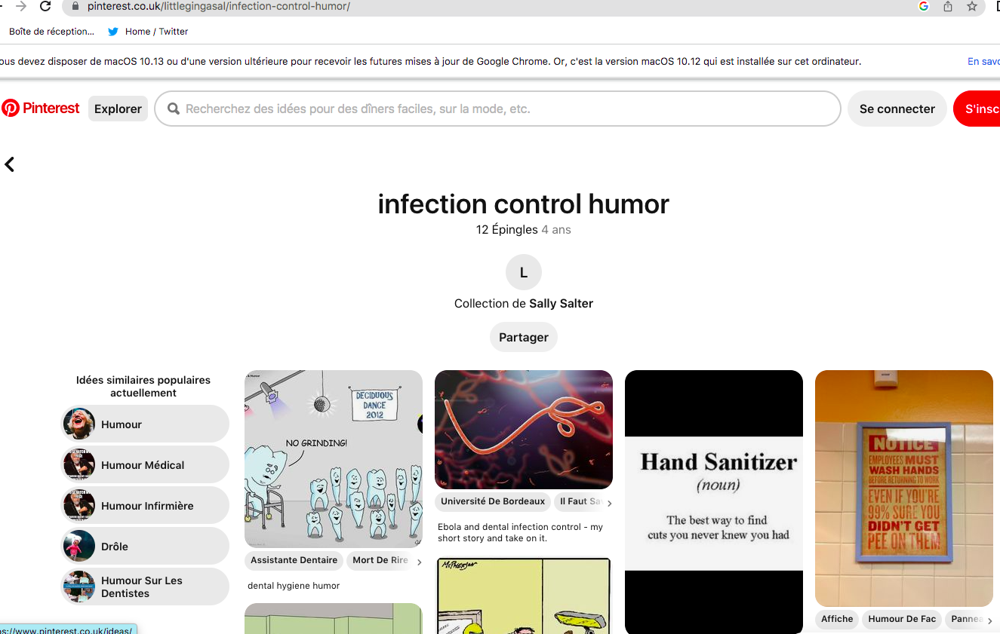 pinterest.co.uk/littlegingasal/infection-control-humor/
Boîte de réception...
Home / Twitter
ous devez disposer de macOS 10.13 ou d'une version ultérieure pour recevoir les futures mises à jour de Google Chrome. Or, c'est la version macOS 10.12 qui est installée sur cet ordinateur.
En savo
Pinterest
Explorer
Recherchez des idées pour des dîners faciles, sur la mode, etc.
Se connecter
S'insc
infection control humor
12 Épingles 4 ans
L
Collection de Sally Salter
Partager
Idées similaires populaires
actuellement
Humour
Humour Médical
Humour Infirmière
Drôle
Humour Sur Les
Dentistes
DECIDUOUS
DANCE
2012
NO GRINDING!
Assistante Dentaire
Mort De Rire
dental hygiene humor
Université De Bordeaux
Il Faut Sa
Ebola and dental infection control - my
short story and take on it.
McPHERSON
Hand Sanitizer
(noun)
The best way to find
cuts you never knew you had
NOTICE
EMPLOYEES MUST
WASH HANDS
BEFORE RETURNING TO WORK
EVEN IF YOU'RE
99% SURE YOU
DIDN'T GET
PEE ON THEM
Affiche
Humour De Fac
Pannea
ps://www.pinterest.co.uk/ideas/